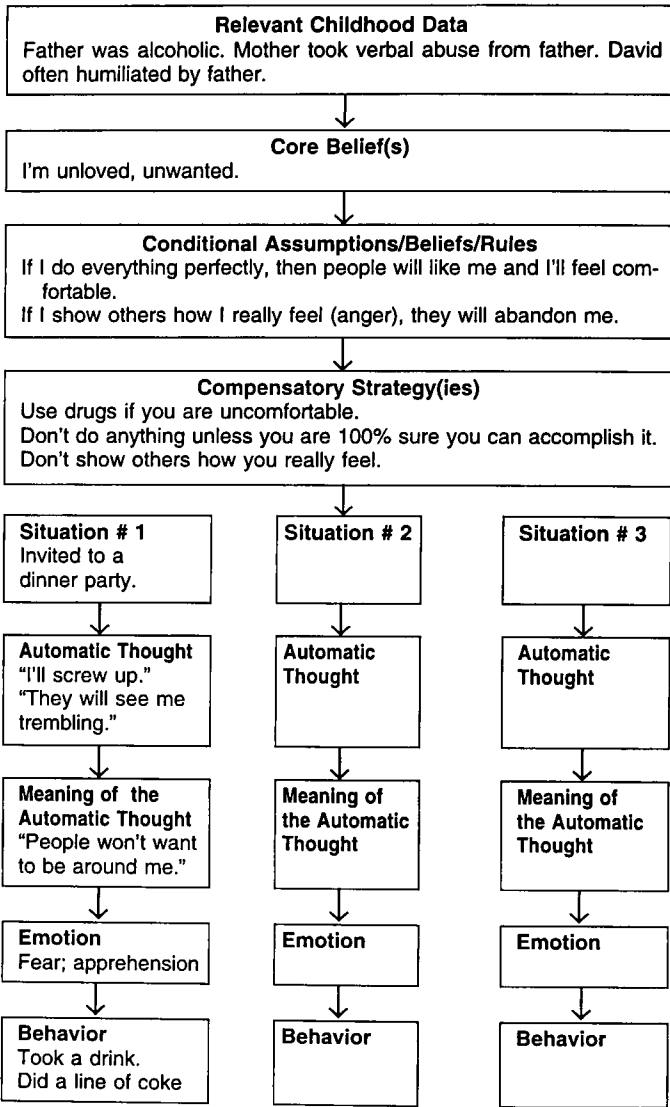 Relevant Childhood Data
Father was alcoholic. Mother took verbal abuse from father. David
often humiliated by father.
Core Belief(s)
I'm unloved, unwanted.
Conditional Assumptions/Beliefs/Rules
If I do everything perfectly, then people will like me and I'll feel com-
fortable.
If I show others how I really feel (anger), they will abandon me.
Compensatory Strategy(ies)
Use drugs if you are uncomfortable.
Don't do anything unless you are 100% sure you can accomplish it.
Don't show others how you really feel.
Situation # 1
Invited to a
dinner party.
Automatic Thought
“I'll screw up.”
“They will see me
trembling.”
Meaning of the
Automatic Thought
“People won't want
to be around me.”
Emotion
Fear; apprehension
Behavior
Took a drink.
Did a line of coke
Situation # 2
Automatic
Thought
Meaning of
the Automatic
Thought
Emotion
Behavior
Situation # 3
Automatic
Thought
Meaning of
the Automatic
Thought
Emotion
Behavior